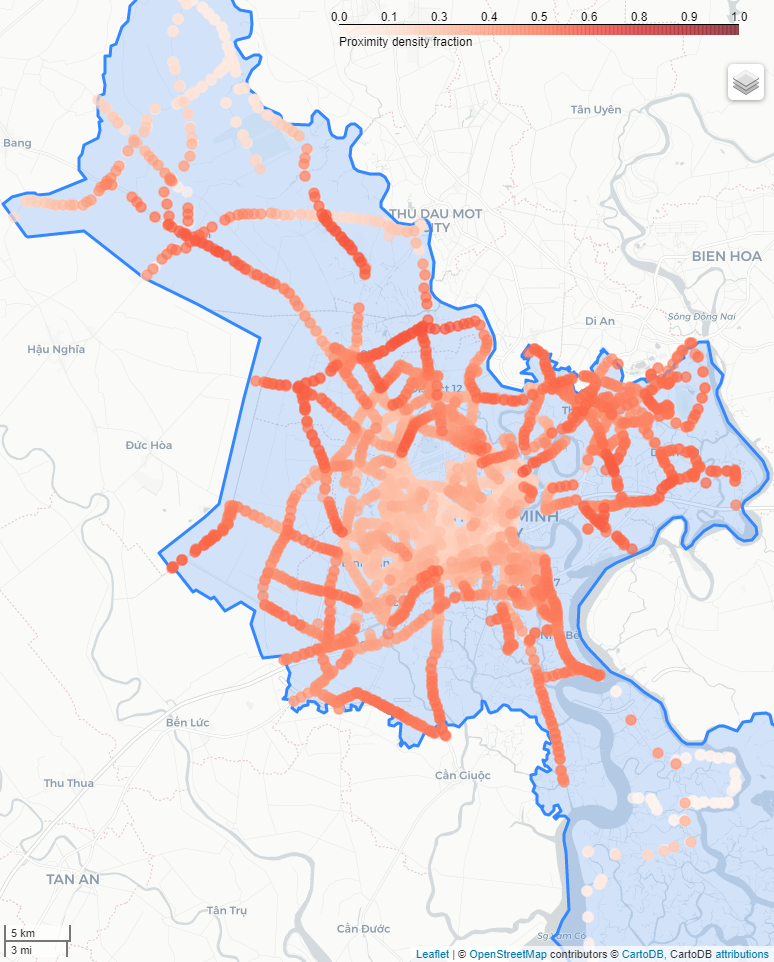 0.0 0.1 0.3 0.4 0.5 0.6 0.8 0.9 1.0
Proximity density fraction
Tân Uyên
Bang
THU DAU MOT
CITY
BIEN HOA
Sông Đồng Nai
Di An
Hậu Nghĩa
12
Đức Hòa
MINH
7
Bến Lức
Cần Giuộc
Thu Thua
TAN AN
Tân Trụ
Cần Đước
5 km
3 mi
Leaflet | © OpenStreetMap contributors © CartoDB, CartoDB attributions